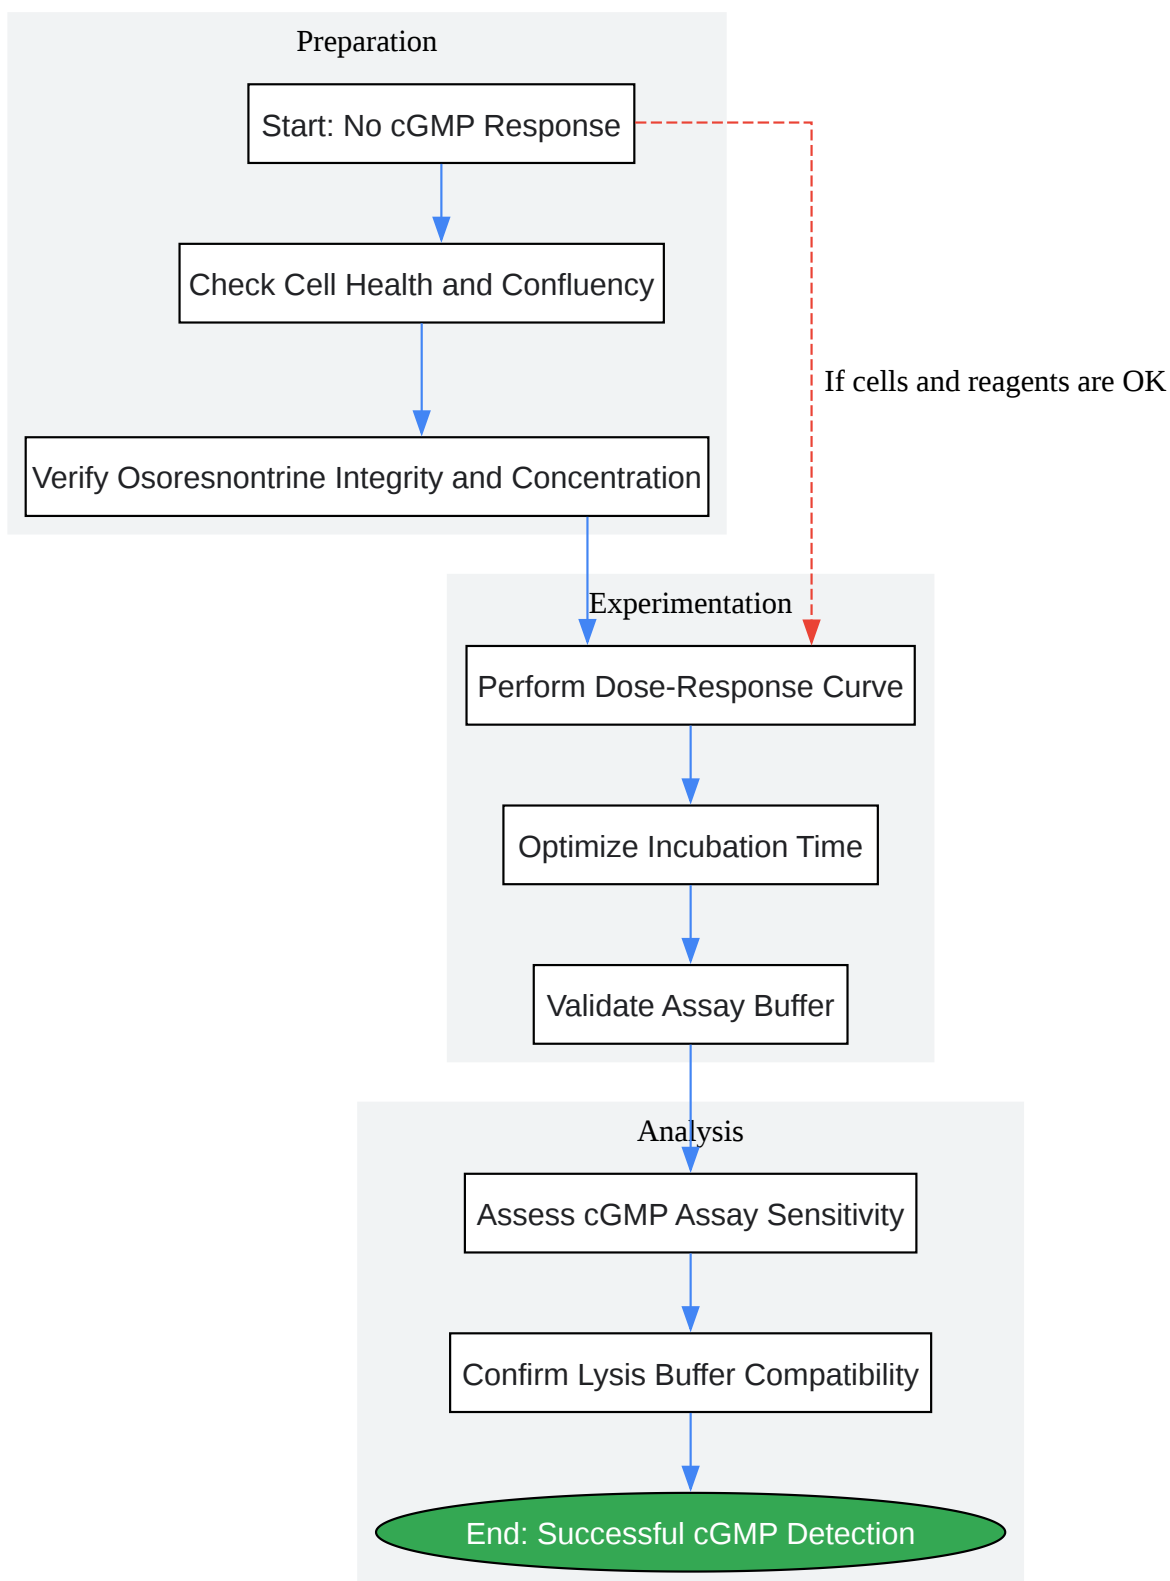 Preparation
Start: No cGMP Response
Check Cell Health and Confluency
If cells and reagents are OK
Verify Osoresnontrine Integrity and Concentration
Experimentation
Perform Dose-Response Curve
Optimize Incubation Time
Validate Assay Buffer
Analysis
Assess cGMP Assay Sensitivity
Confirm Lysis Buffer Compatibility
End: Successful cGMP Detection